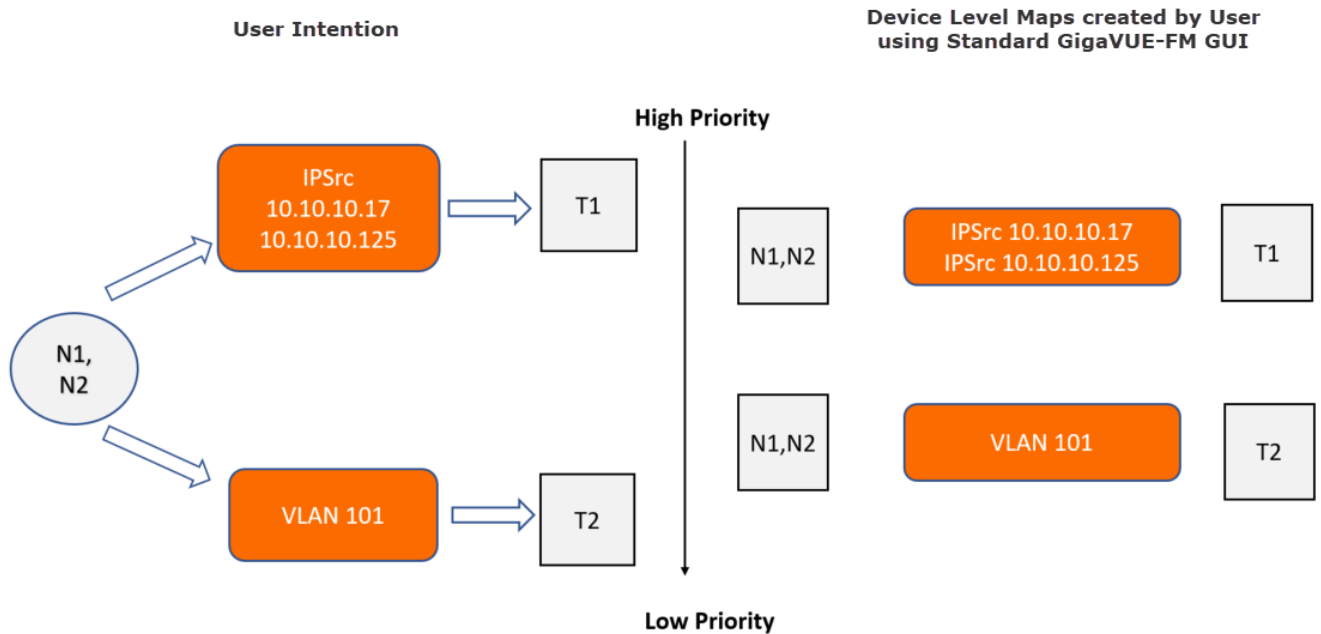 User Intention
Device Level Maps created by User
using Standard GigaVUE-FM GUI
High Priority
IPSrc
10.10.10.17
10.10.10.125
T1
N1,
N2
VLAN 101
T2
N1,N2
IPSrc 10.10.10.17
IPSrc 10.10.10.125
T1
N1,N2
VLAN 101
T2
Low Priority